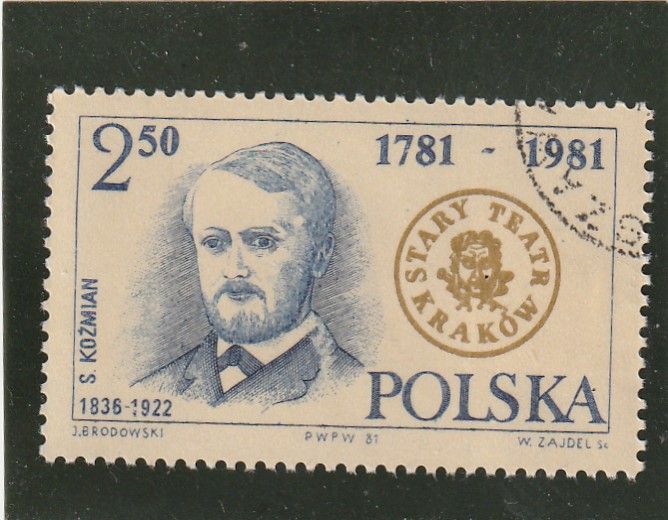 2 50
1781 - 1981
STARY TEATR
KRAKÓW
S. KOŹMIAN
1836-1922
POLSKA
J. BRODOWSKI
PWPW 81
W. ZAJDEL Sc